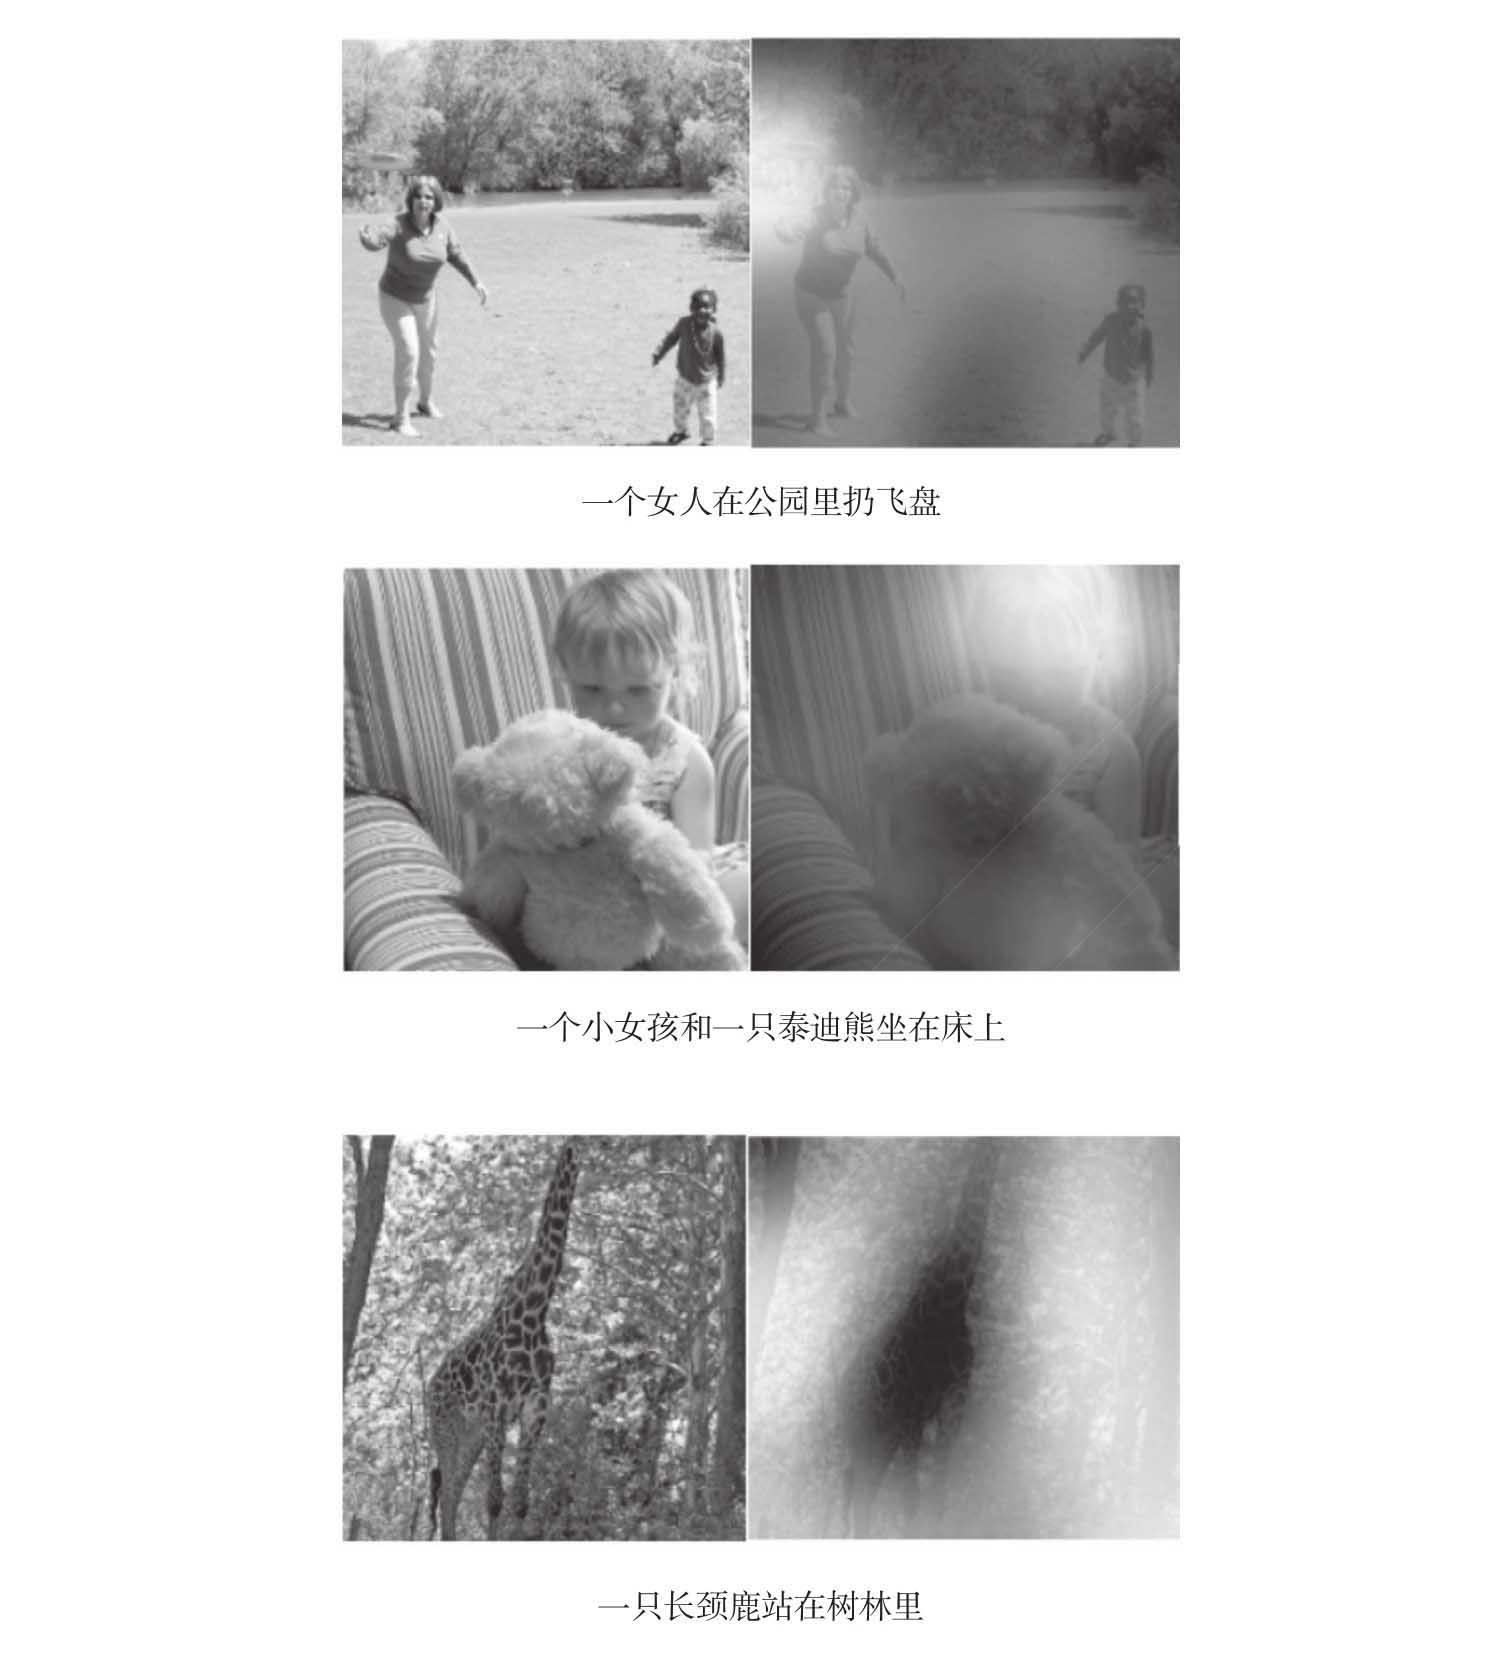 一个女人在公园里扔飞盘
一个小女孩和一只泰迪熊坐在床上
一只长颈鹿站在树林里